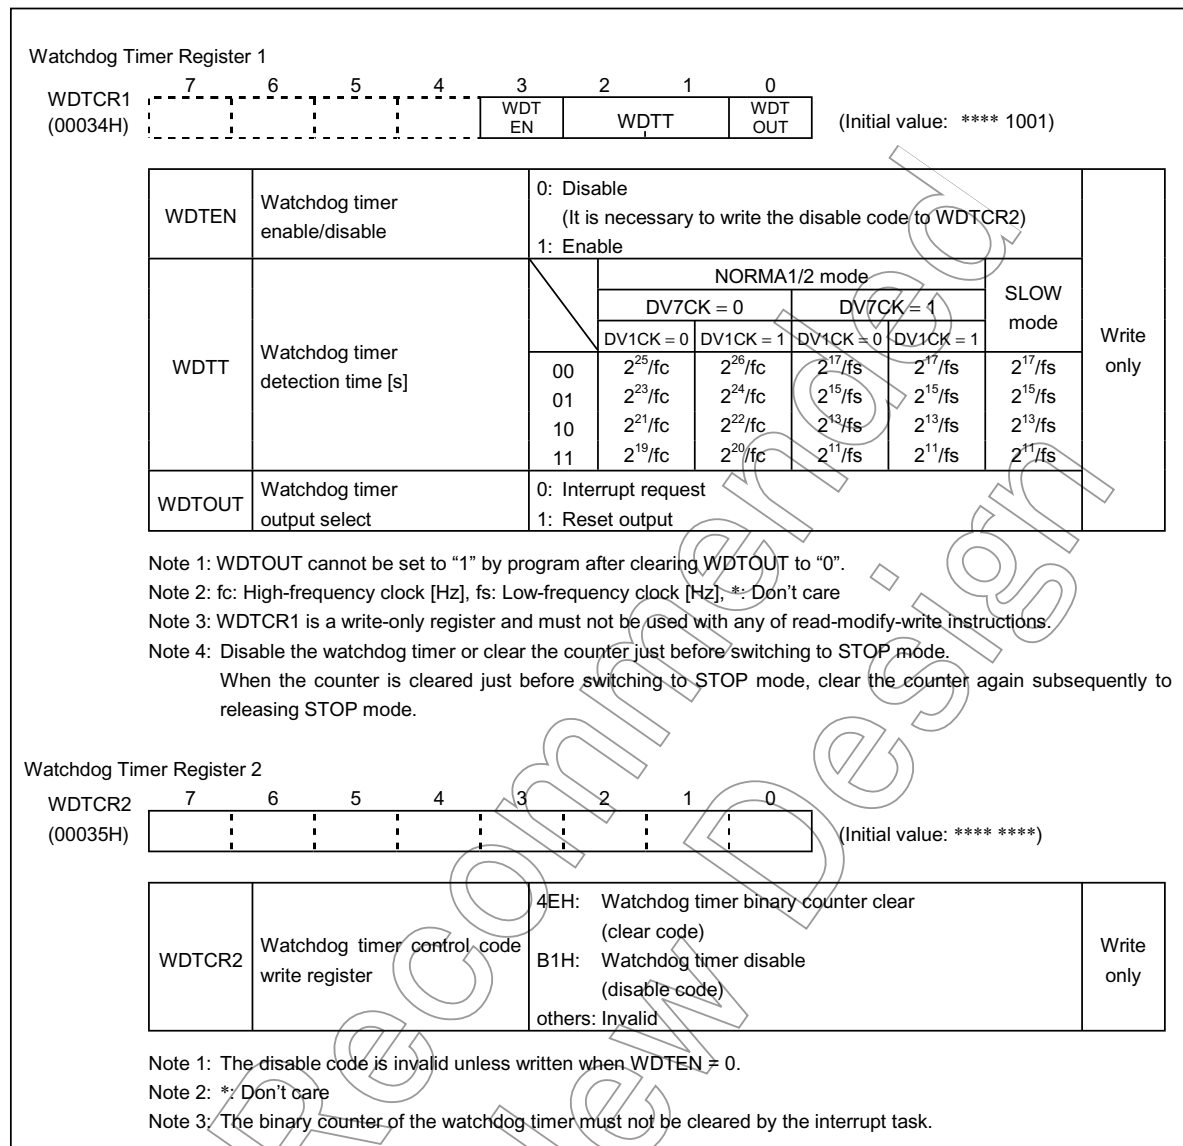 Watchdog Timer Register 1
7 6 5 4 3 2 1 0
WDTCR1
(00034H)
WDT EN
WDTT
WDT OUT
(Initial value: **** 1001)
WDTEN
Watchdog timer
enable/disable
0: Disable
(It is necessary to write the disable code to WDTCR2)
1: Enable
Write
only
WDTT
Watchdog timer
detection time [s]
NORMA1/2 mode
SLOW
mode
DV7CK = 0 DV7CK = 1
DV1CK = 0 DV1CK = 1 DV1CK = 0 DV1CK = 1
00 2^25/fc 2^26/fc 2^17/fs 2^17/fs 2^17/fs
01 2^23/fc 2^24/fc 2^15/fs 2^15/fs 2^15/fs
10 2^21/fc 2^22/fc 2^13/fs 2^13/fs 2^13/fs
11 2^19/fc 2^20/fc 2^11/fs 2^11/fs 2^11/fs
WDTOUT
Watchdog timer
output select
0: Interrupt request
1: Reset output
Note 1: WDTOUT cannot be set to “1” by program after clearing WDTOUT to “0”.
Note 2: fc: High-frequency clock [Hz], fs: Low-frequency clock [Hz], *: Don’t care
Note 3: WDTCR1 is a write-only register and must not be used with any of read-modify-write instructions.
Note 4: Disable the watchdog timer or clear the counter just before switching to STOP mode.
When the counter is cleared just before switching to STOP mode, clear the counter again subsequently to
releasing STOP mode.
Watchdog Timer Register 2
WDTCR2 7 6 5 4 3 2 1 0
(00035H)
(Initial value: **** ****)
WDTCR2
Watchdog timer control code
write register
4EH: Watchdog timer binary counter clear
(clear code)
B1H: Watchdog timer disable
(disable code)
others: Invalid
Write
only
Note 1: The disable code is invalid unless written when WDTEN = 0.
Note 2: *: Don’t care
Note 3: The binary counter of the watchdog timer must not be cleared by the interrupt task.
Recommended
New Design